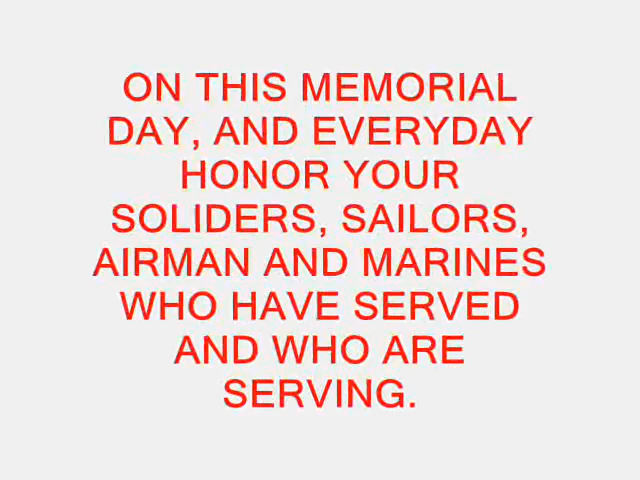 ON THIS MEMORIAL
DAY, AND EVERYDAY
HONOR YOUR
SOLIDERS, SAILORS,
AIRMAN AND MARINES
WHO HAVE SERVED
AND WHO ARE
SERVING.